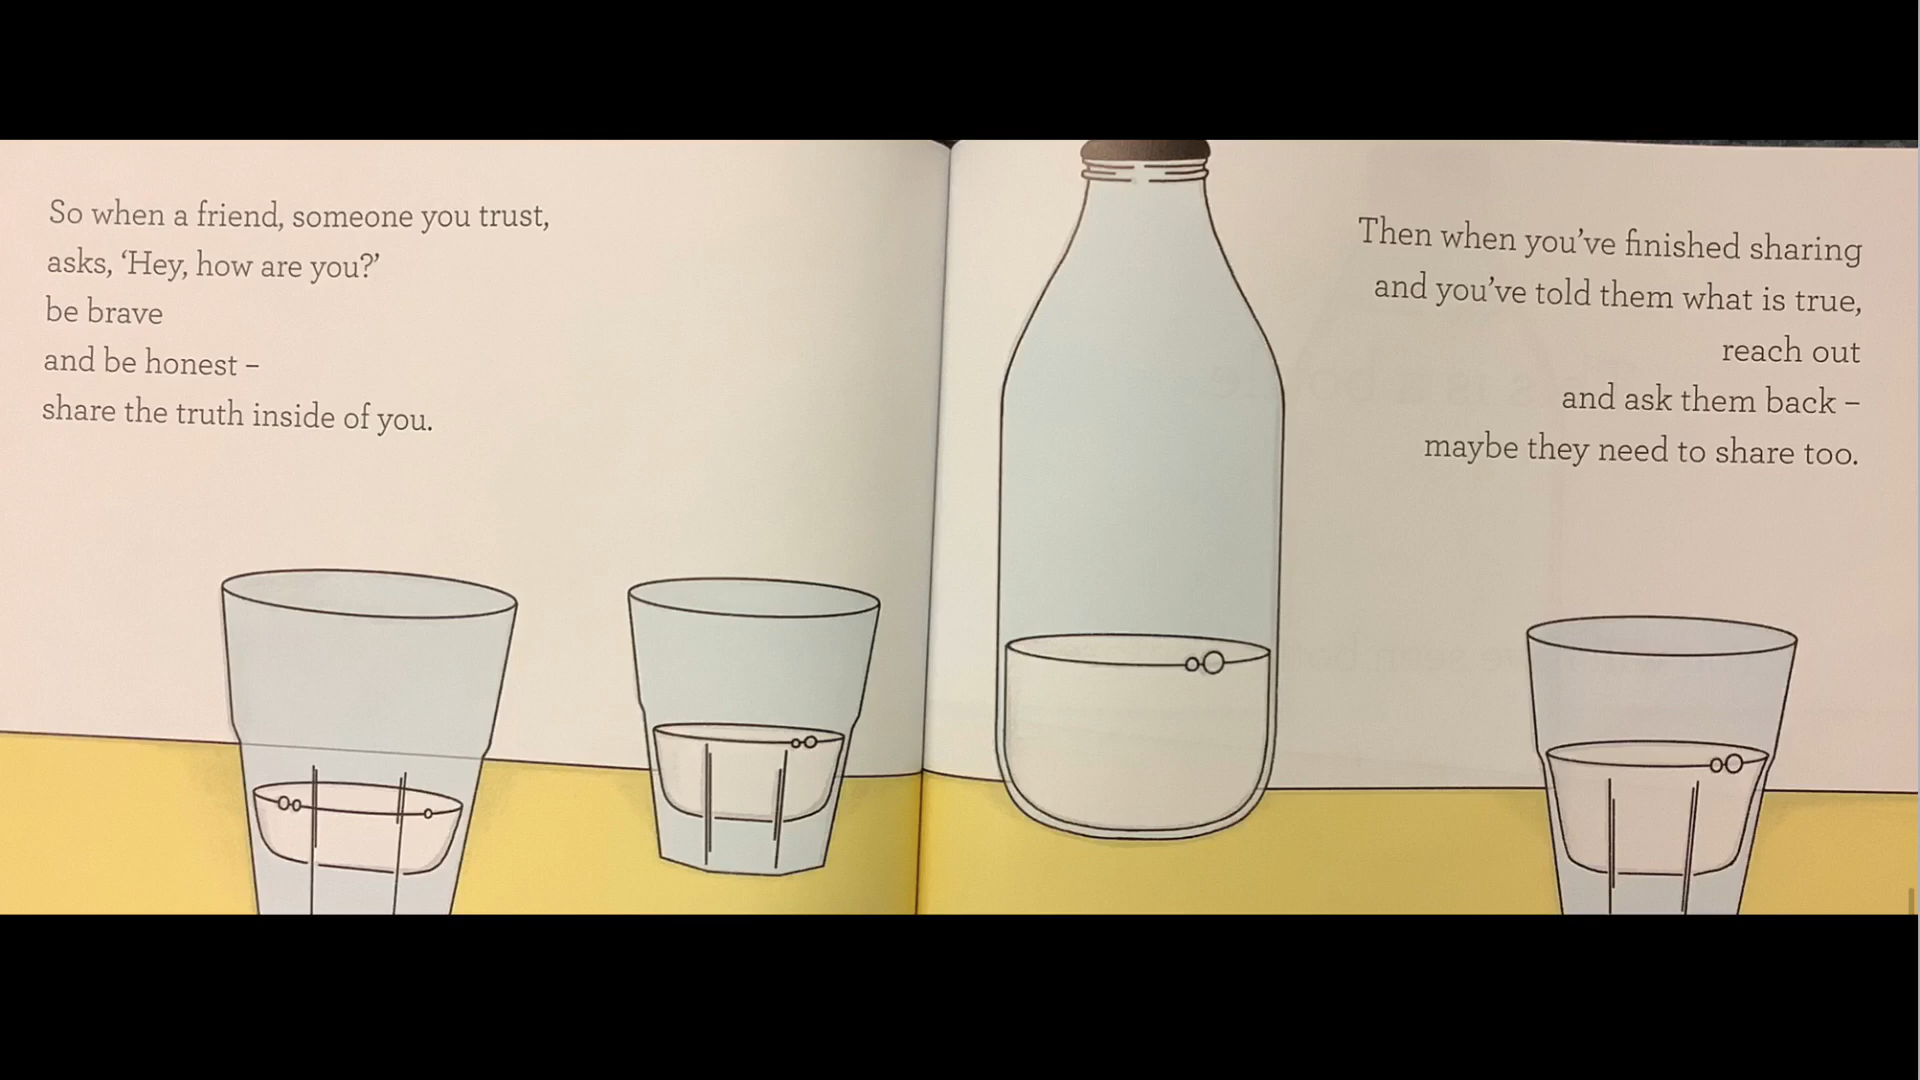 So when a friend, someone you trust,
asks, ‘Hey, how are you?’
be brave
and be honest –
share the truth inside of you.
Then when you’ve finished sharing
and you’ve told them what is true,
reach out
and ask them back –
maybe they need to share too.